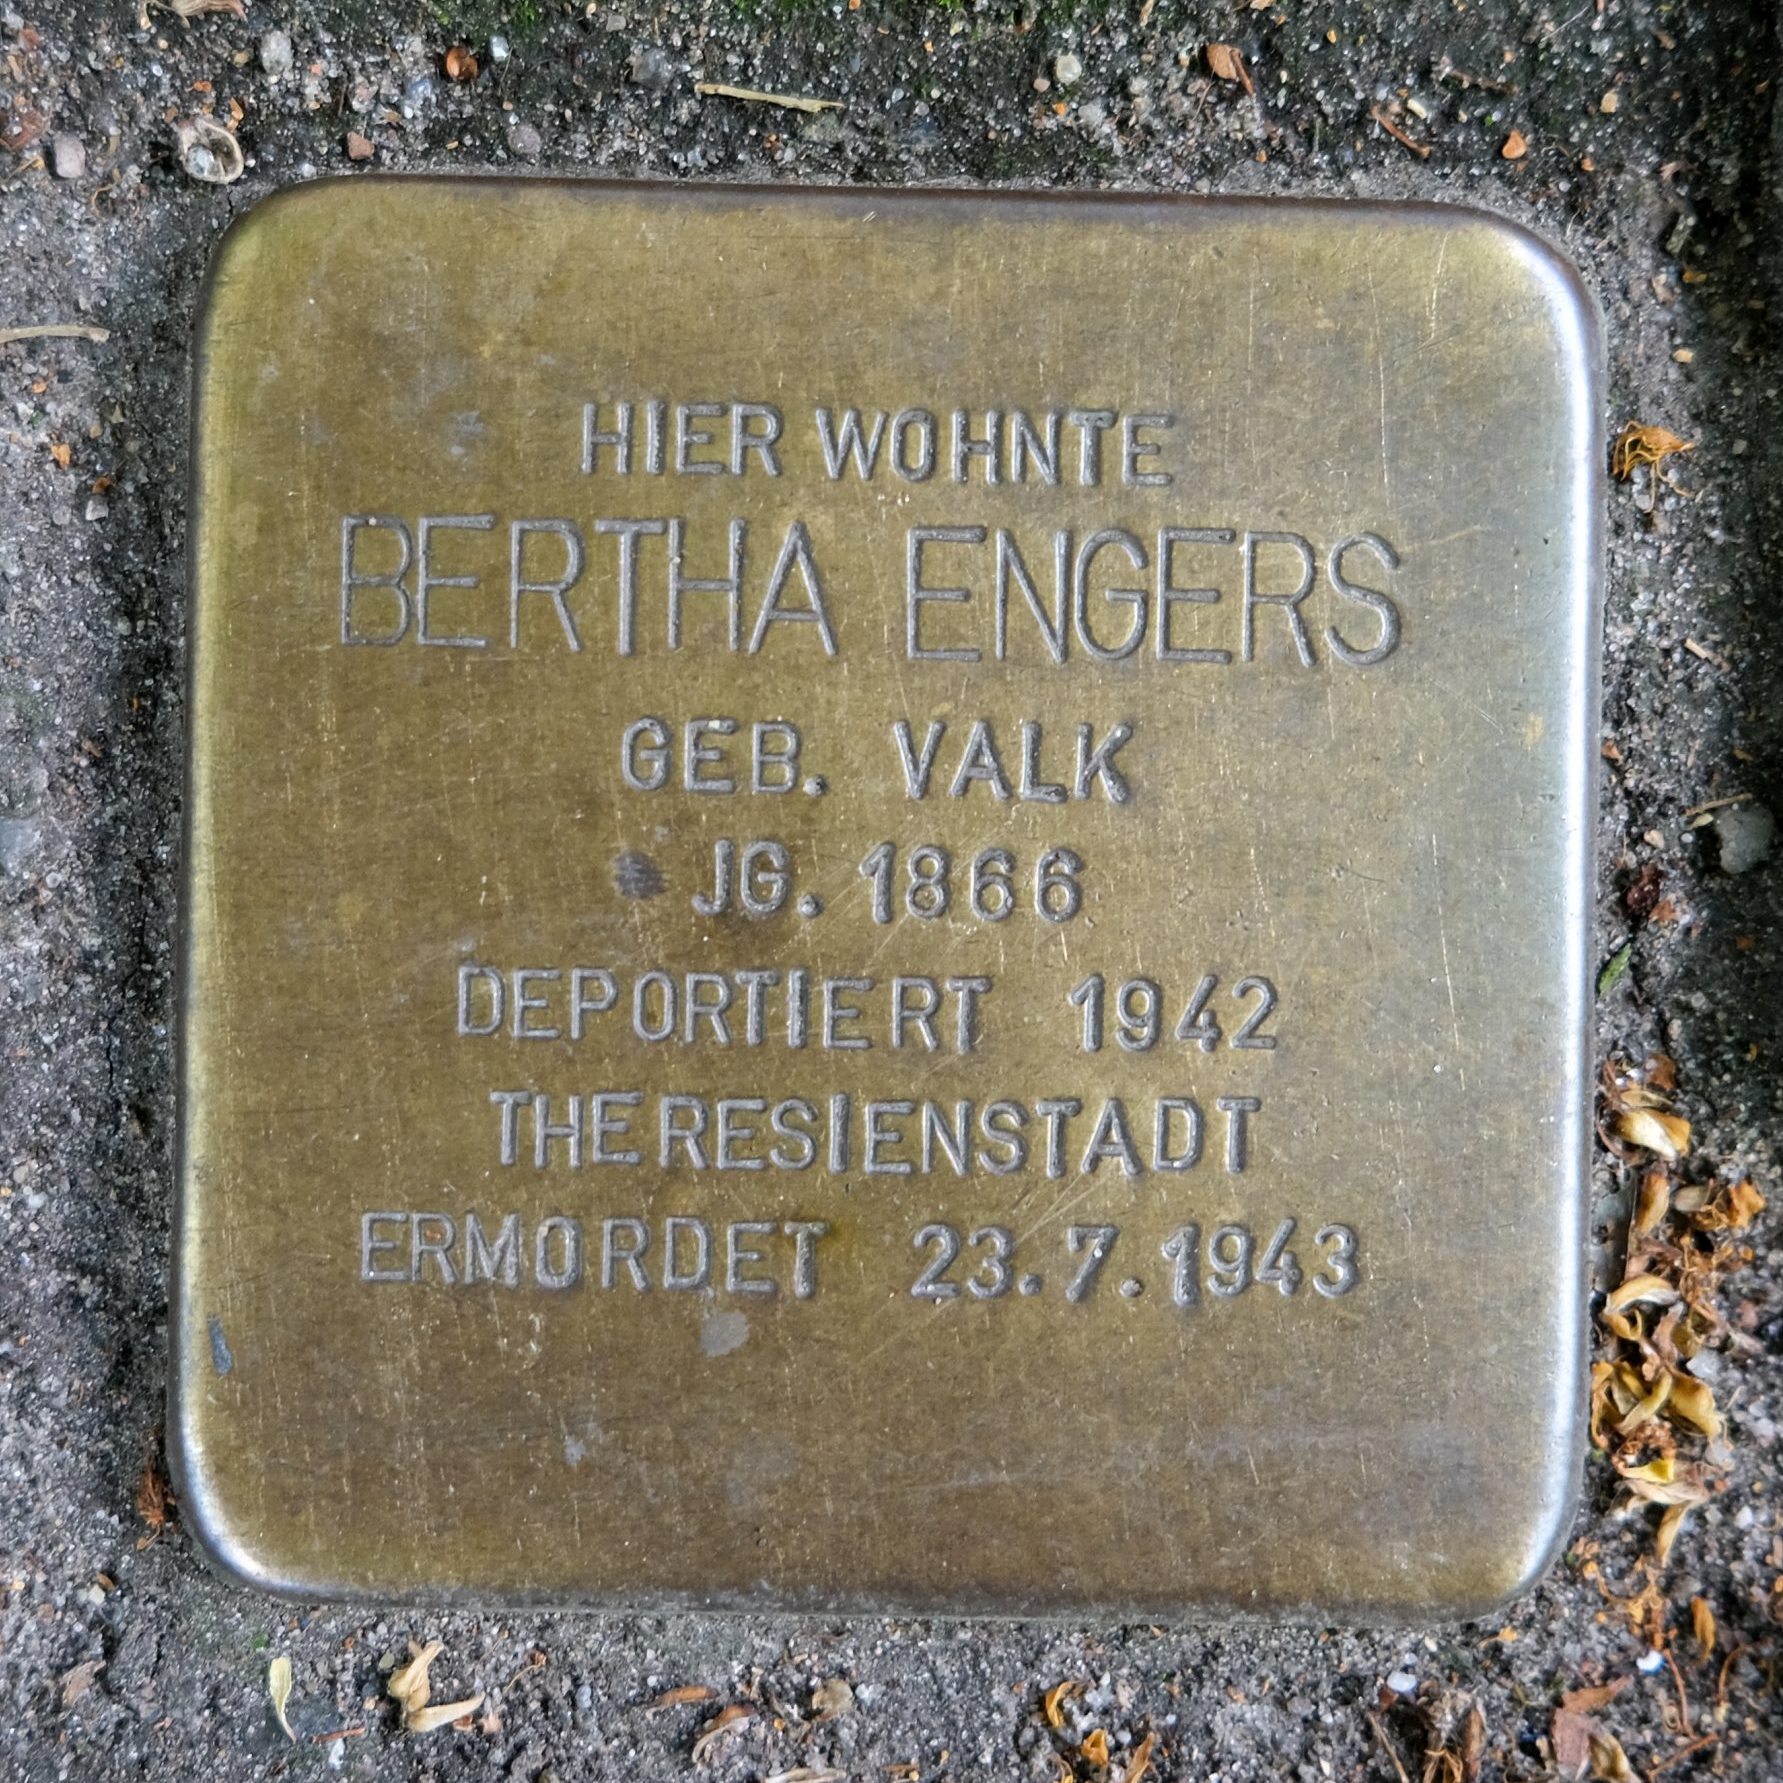 HIER WOHNTE
BERTHA ENGERS
GEB. VALK
JG. 1866
DEPORTIERT 1942
THERESIENSTADT
ERMORDET 23.7.1943